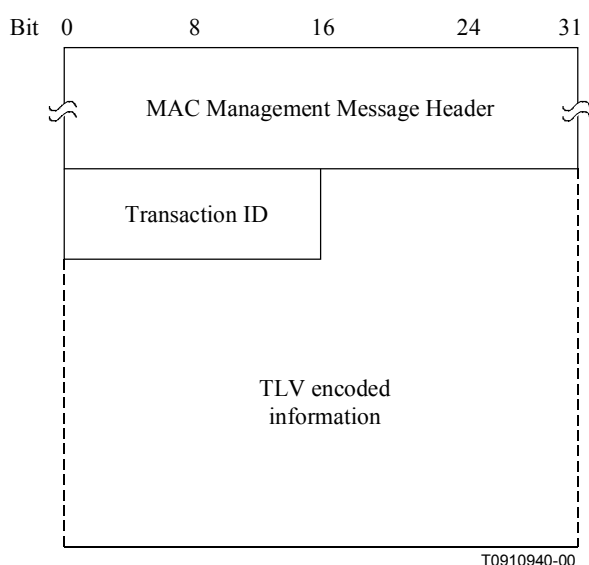 Bit 0 8 16 24 31
MAC Management Message Header
Transaction ID
TLV encoded
information
T0910940-00